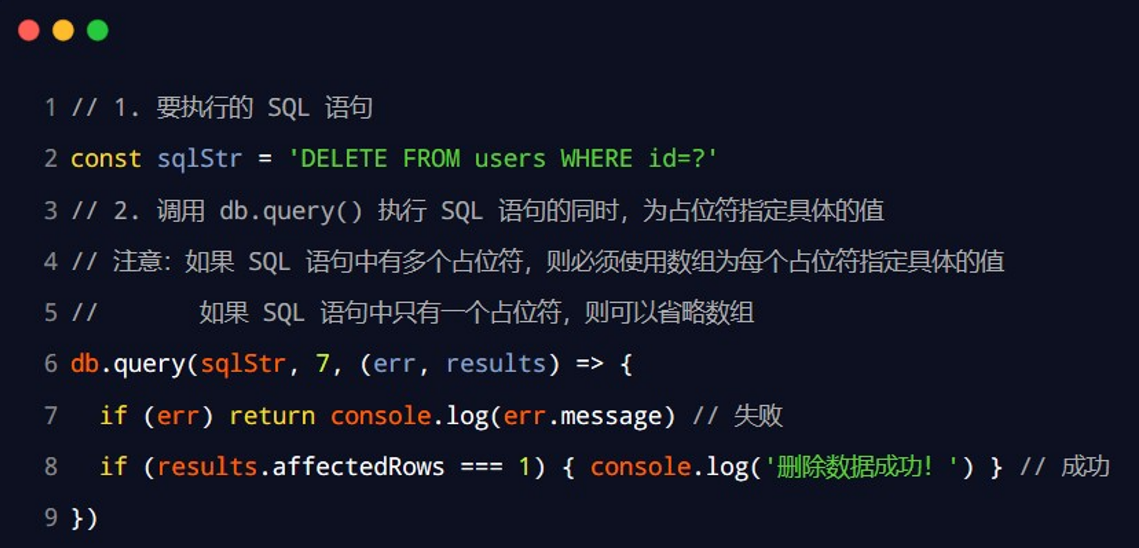 1 // 1. 要执行的 SQL 语句
2 const sqlStr = 'DELETE FROM users WHERE id=?'
3 // 2. 调用 db.query() 执行 SQL 语句的同时，为占位符指定具体的值
4 // 注意：如果 SQL 语句中有多个占位符，则必须使用数组为每个占位符指定具体的值
5 //       如果 SQL 语句中只有一个占位符，则可以省略数组
6 db.query(sqlStr, 7, (err, results) => {
7   if (err) return console.log(err.message) // 失败
8   if (results.affectedRows === 1) { console.log('删除数据成功！') } // 成功
9 })